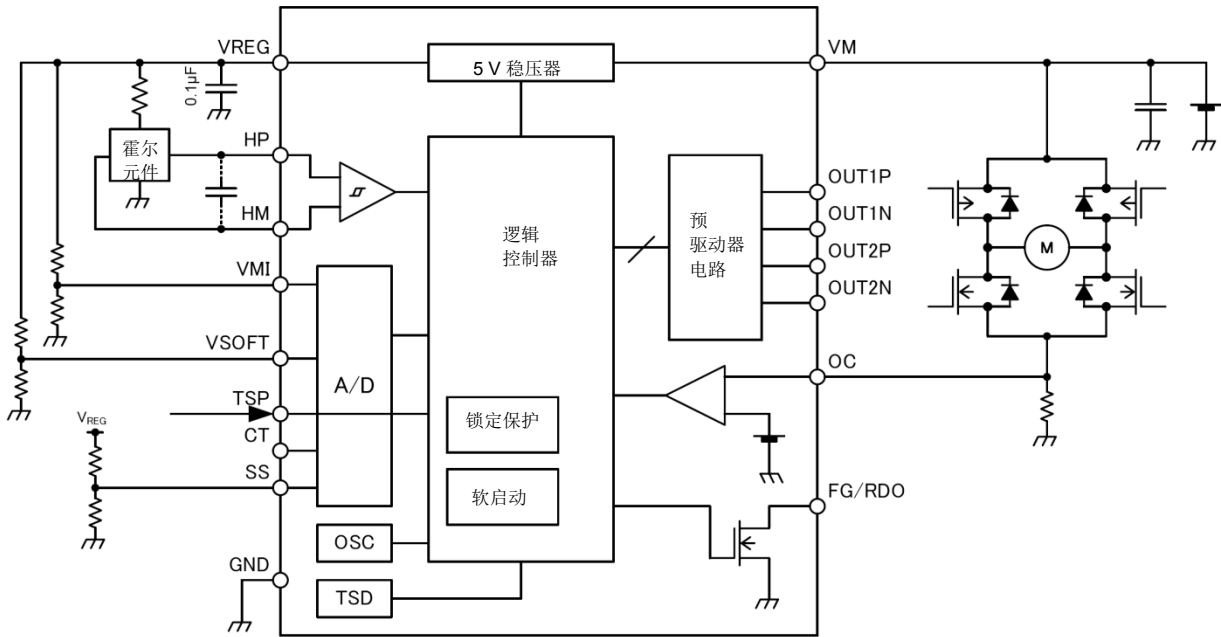 VREG
5 V 稳压器
VM
0.1µF
霍尔
元件
HP
HM
OUT1P
OUT1N
OUT2P
OUT2N
预
驱动器
电路
逻辑
控制器
M
VMI
VSOFT
A/D
OC
TSP
VREG
CT
SS
锁定保护
软启动
FG/RDO
OSC
GND
TSD